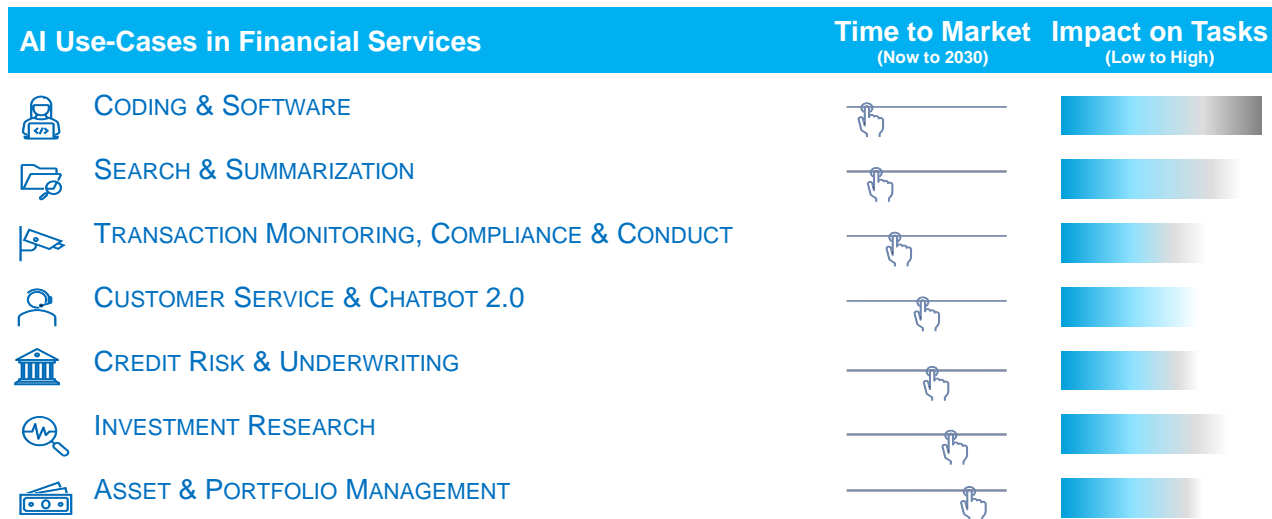 AI Use-Cases in Financial Services
Time to Market
(Now to 2030)
Impact on Tasks
(Low to High)
</>
CODING & SOFTWARE
SEARCH & SUMMARIZATION
TRANSACTION MONITORING, COMPLIANCE & CONDUCT
CUSTOMER SERVICE & CHATBOT 2.0
CREDIT RISK & UNDERWRITING
INVESTMENT RESEARCH
ASSET & PORTFOLIO MANAGEMENT